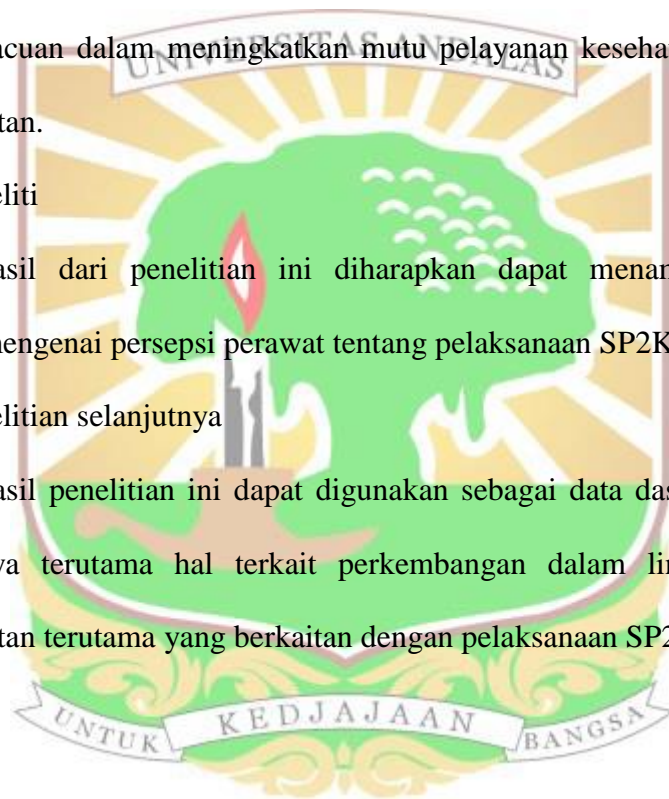 UNIVERSITAS ANDALAS
acuan dalam meningkatkan mutu pelayanan keseha
tan.
eliti
asil dari penelitian ini diharapkan dapat menam
mengenai persepsi perawat tentang pelaksanaan SP2K
elitian selanjutnya
asil penelitian ini dapat digunakan sebagai data das
ya terutama hal terkait perkembangan dalam lin
tan terutama yang berkaitan dengan pelaksanaan SP2
UNTUK KEDJAJAAN BANGSA